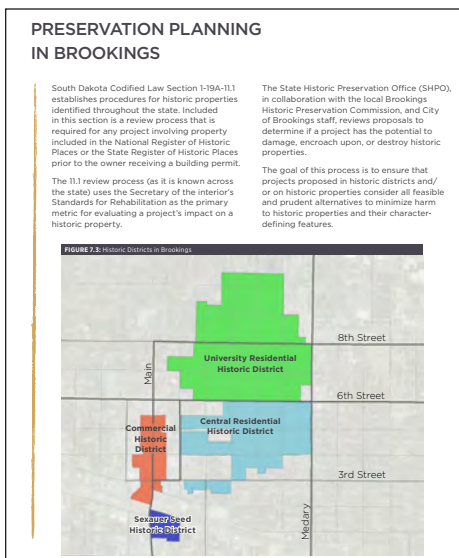 PRESERVATION PLANNING
IN BROOKINGS
South Dakota Codified Law Section 1-19A-11.1
establishes procedures for historic properties
identified throughout the state. Included
in this section is a review process that is
required for any project involving property
included in the National Register of Historic
Places or the State Register of Historic Places
prior to the owner receiving a building permit.
The 11.1 review process (as it is known across
the state) uses the Secretary of the interior's
Standards for Rehabilitation as the primary
metric for evaluating a project's impact on a
historic property.
The State Historic Preservation Office (SHPO),
in collaboration with the local Brookings
Historic Preservation Commission, and City
of Brookings staff, reviews proposals to
determine if a project has the potential to
damage, encroach upon, or destroy historic
properties.
The goal of this process is to ensure that
projects proposed in historic districts and/
or on historic properties consider all feasible
and prudent alternatives to minimize harm
to historic properties and their character-
defining features.
FIGURE 7.3: Historic Districts in Brookings
8th Street
University Residential
Historic District
Main
6th Street
Commercial
Historic
District
Central Residential
Historic District
3rd Street
Sexauer Seed
Historic District
Medary